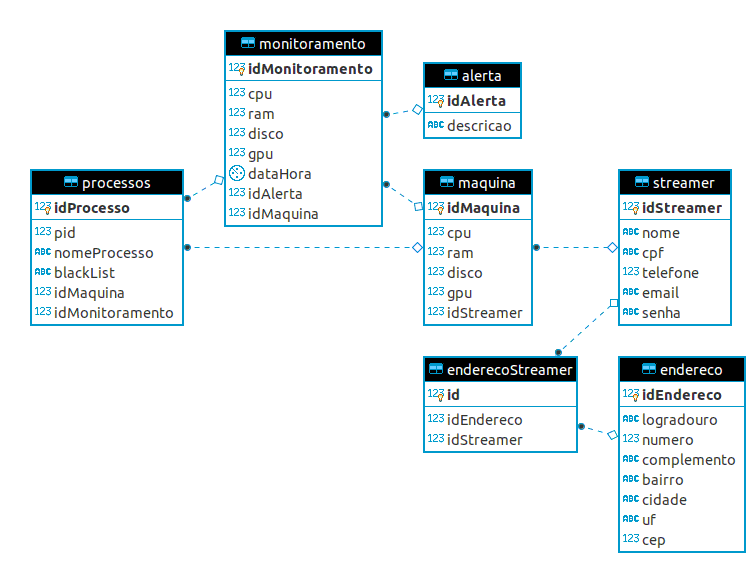 monitoramento
123 idMonitoramento
123 cpu
123 ram
123 disco
123 gpu
dataHora
123 idAlerta
123 idMaquina
alerta
123 idAlerta
ABC descricao
processos
123 idProcesso
123 pid
ABC nomeProcesso
ABC blackList
123 idMaquina
123 idMonitoramento
maquina
123 idMaquina
123 cpu
123 ram
123 disco
123 gpu
123 idStreamer
streamer
123 idStreamer
ABC nome
ABC cpf
123 telefone
ABC email
ABC senha
enderecoStreamer
123 id
123 idEndereco
123 idStreamer
endereco
123 idEndereco
ABC logradouro
123 numero
ABC complemento
ABC bairro
ABC cidade
ABC uf
123 cep